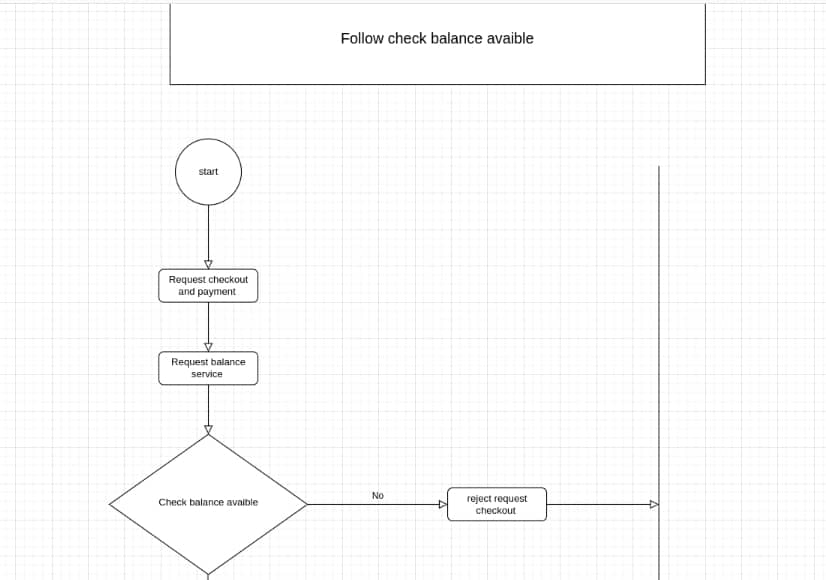 Follow check balance avaible
start
Request checkout
and payment
Request balance
service
Check balance avaible
No
reject request
checkout